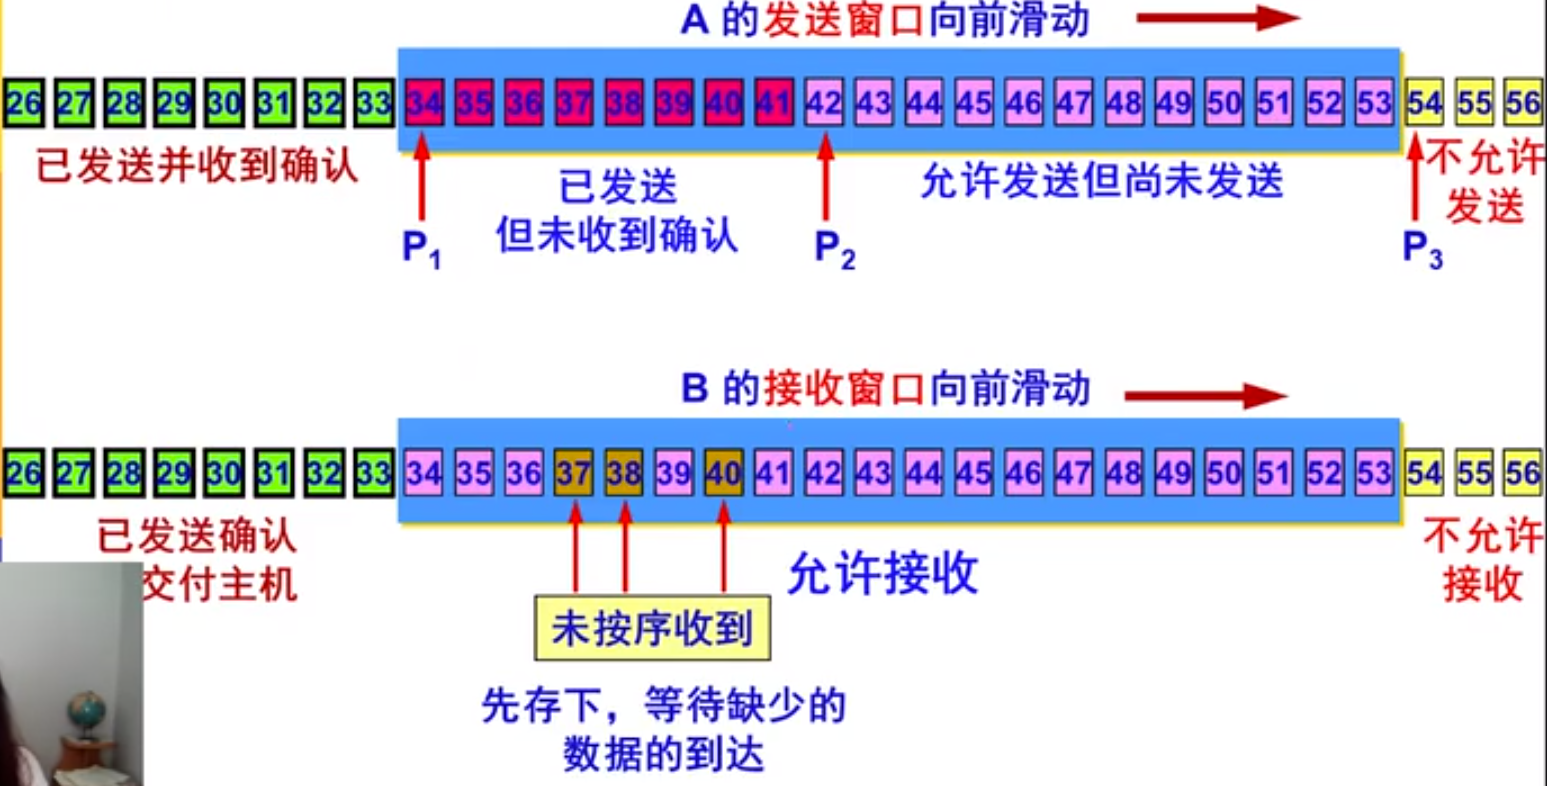 A 的发送窗口向前滑动
26 27 28 29 30 31 32 33 34 35 36 37 38 39 40 41 42 43 44 45 46 47 48 49 50 51 52 53 54 55 56
已发送并收到确认
已发送
但未收到确认
允许发送但尚未发送
不允许
发送
P1
P2
P3
B 的接收窗口向前滑动
26 27 28 29 30 31 32 33 34 35 36 37 38 39 40 41 42 43 44 45 46 47 48 49 50 51 52 53 54 55 56
已发送确认
交付主机
未按序收到
允许接收
不允许
接收
先存下，等待缺少的
数据的到达